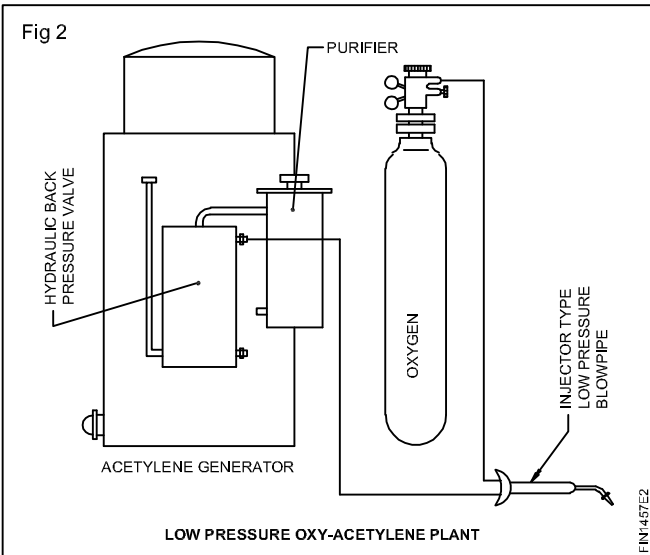 Fig 2
PURIFIER
HYDRAULIC BACK
PRESSURE VALVE
OXYGEN
INJECTOR TYPE
LOW PRESSURE
BLOWPIPE
ACETYLENE GENERATOR
LOW PRESSURE OXY-ACETYLENE PLANT
FIN1457E2